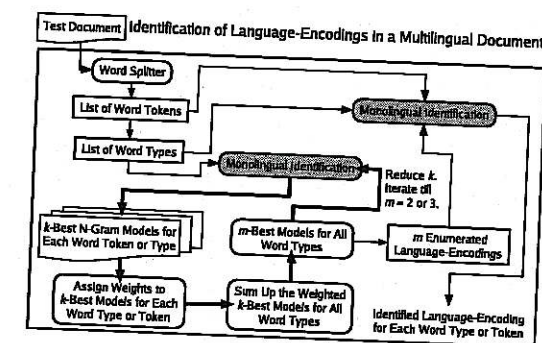 Test Document
Identification of Language-Encodings in a Multilingual Document
Word Splitter
List of Word Tokens
Monolingual Identification
List of Word Types
Monolingual Identification
Reduce k.
Iterate till
m = 2 or 3.
k-Best N-Gram Models for
Each Word Token or Type
m-Best Models for All
Word Types
m Enumerated
Language-Encodings
Assign Weights to
k-Best Models for Each
Word Type or Token
Sum Up the Weighted
k-Best Models for All
Word Types
Identified Language-Encoding
for Each Word Type or Token